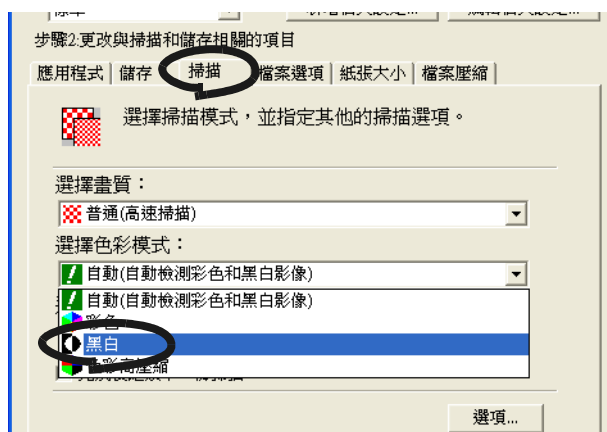 步驟2:更改與掃描和儲存相關的項目
應用程式 儲存 掃描 檔案選項 紙張大小 檔案壓縮
選擇掃描模式，並指定其他的掃描選項。
選擇畫質：
普通(高速掃描)
選擇色彩模式：
自動(自動檢測彩色和黑白影像)
自動(自動檢測彩色和黑白影像)
彩色
黑白
色彩高壓縮
選項...